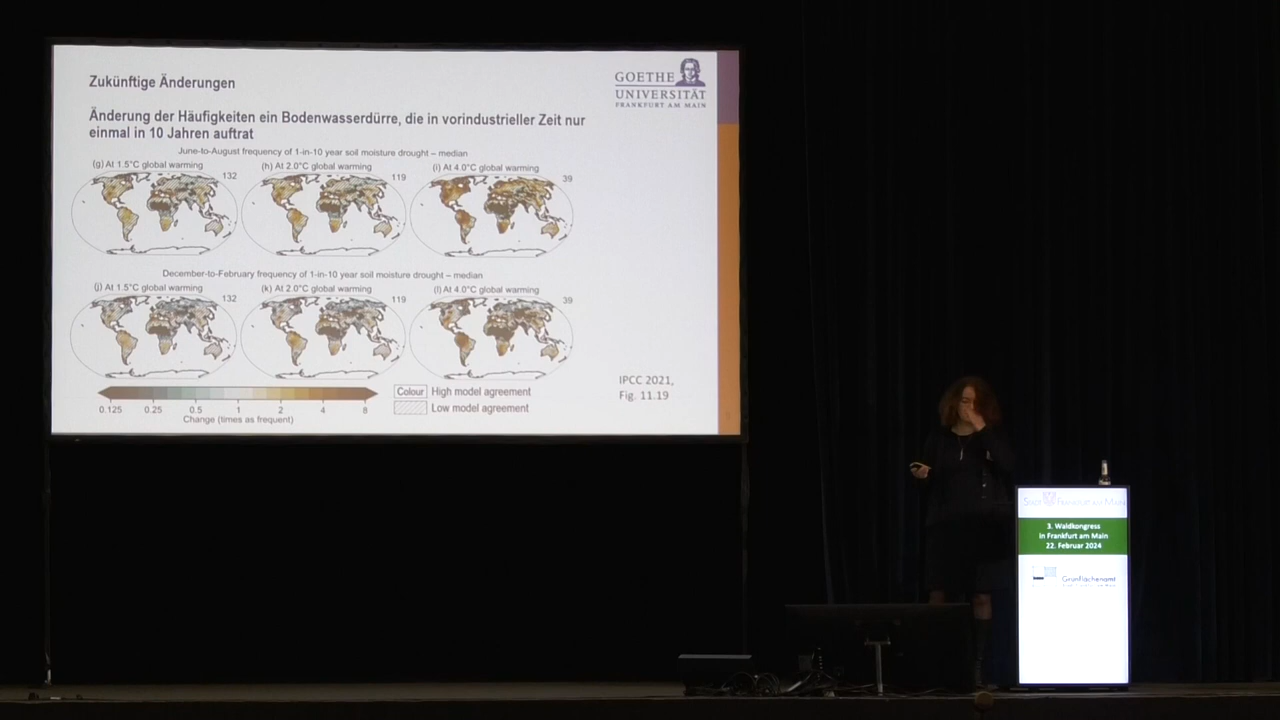 Zukünftige Änderungen
GOETHE
UNIVERSITÄT
FRANKFURT AM MAIN
Änderung der Häufigkeiten ein Bodenwasserdürre, die in vorindustrieller Zeit nur
einmal in 10 Jahren auftrat
June-to-August frequency of 1-in-10 year soil moisture drought – median
(g) At 1.5°C global warming
132
(h) At 2.0°C global warming
119
(i) At 4.0°C global warming
39
December-to-February frequency of 1-in-10 year soil moisture drought – median
(j) At 1.5°C global warming
132
(k) At 2.0°C global warming
119
(l) At 4.0°C global warming
39
0.125 0.25 0.5 1 2 4 8
Change (times as frequent)
Colour High model agreement
Low model agreement
IPCC 2021,
Fig. 11.19
Stadt Frankfurt am Main
3. Waldkongress
in Frankfurt am Main
22. Februar 2024
Grünflächenamt